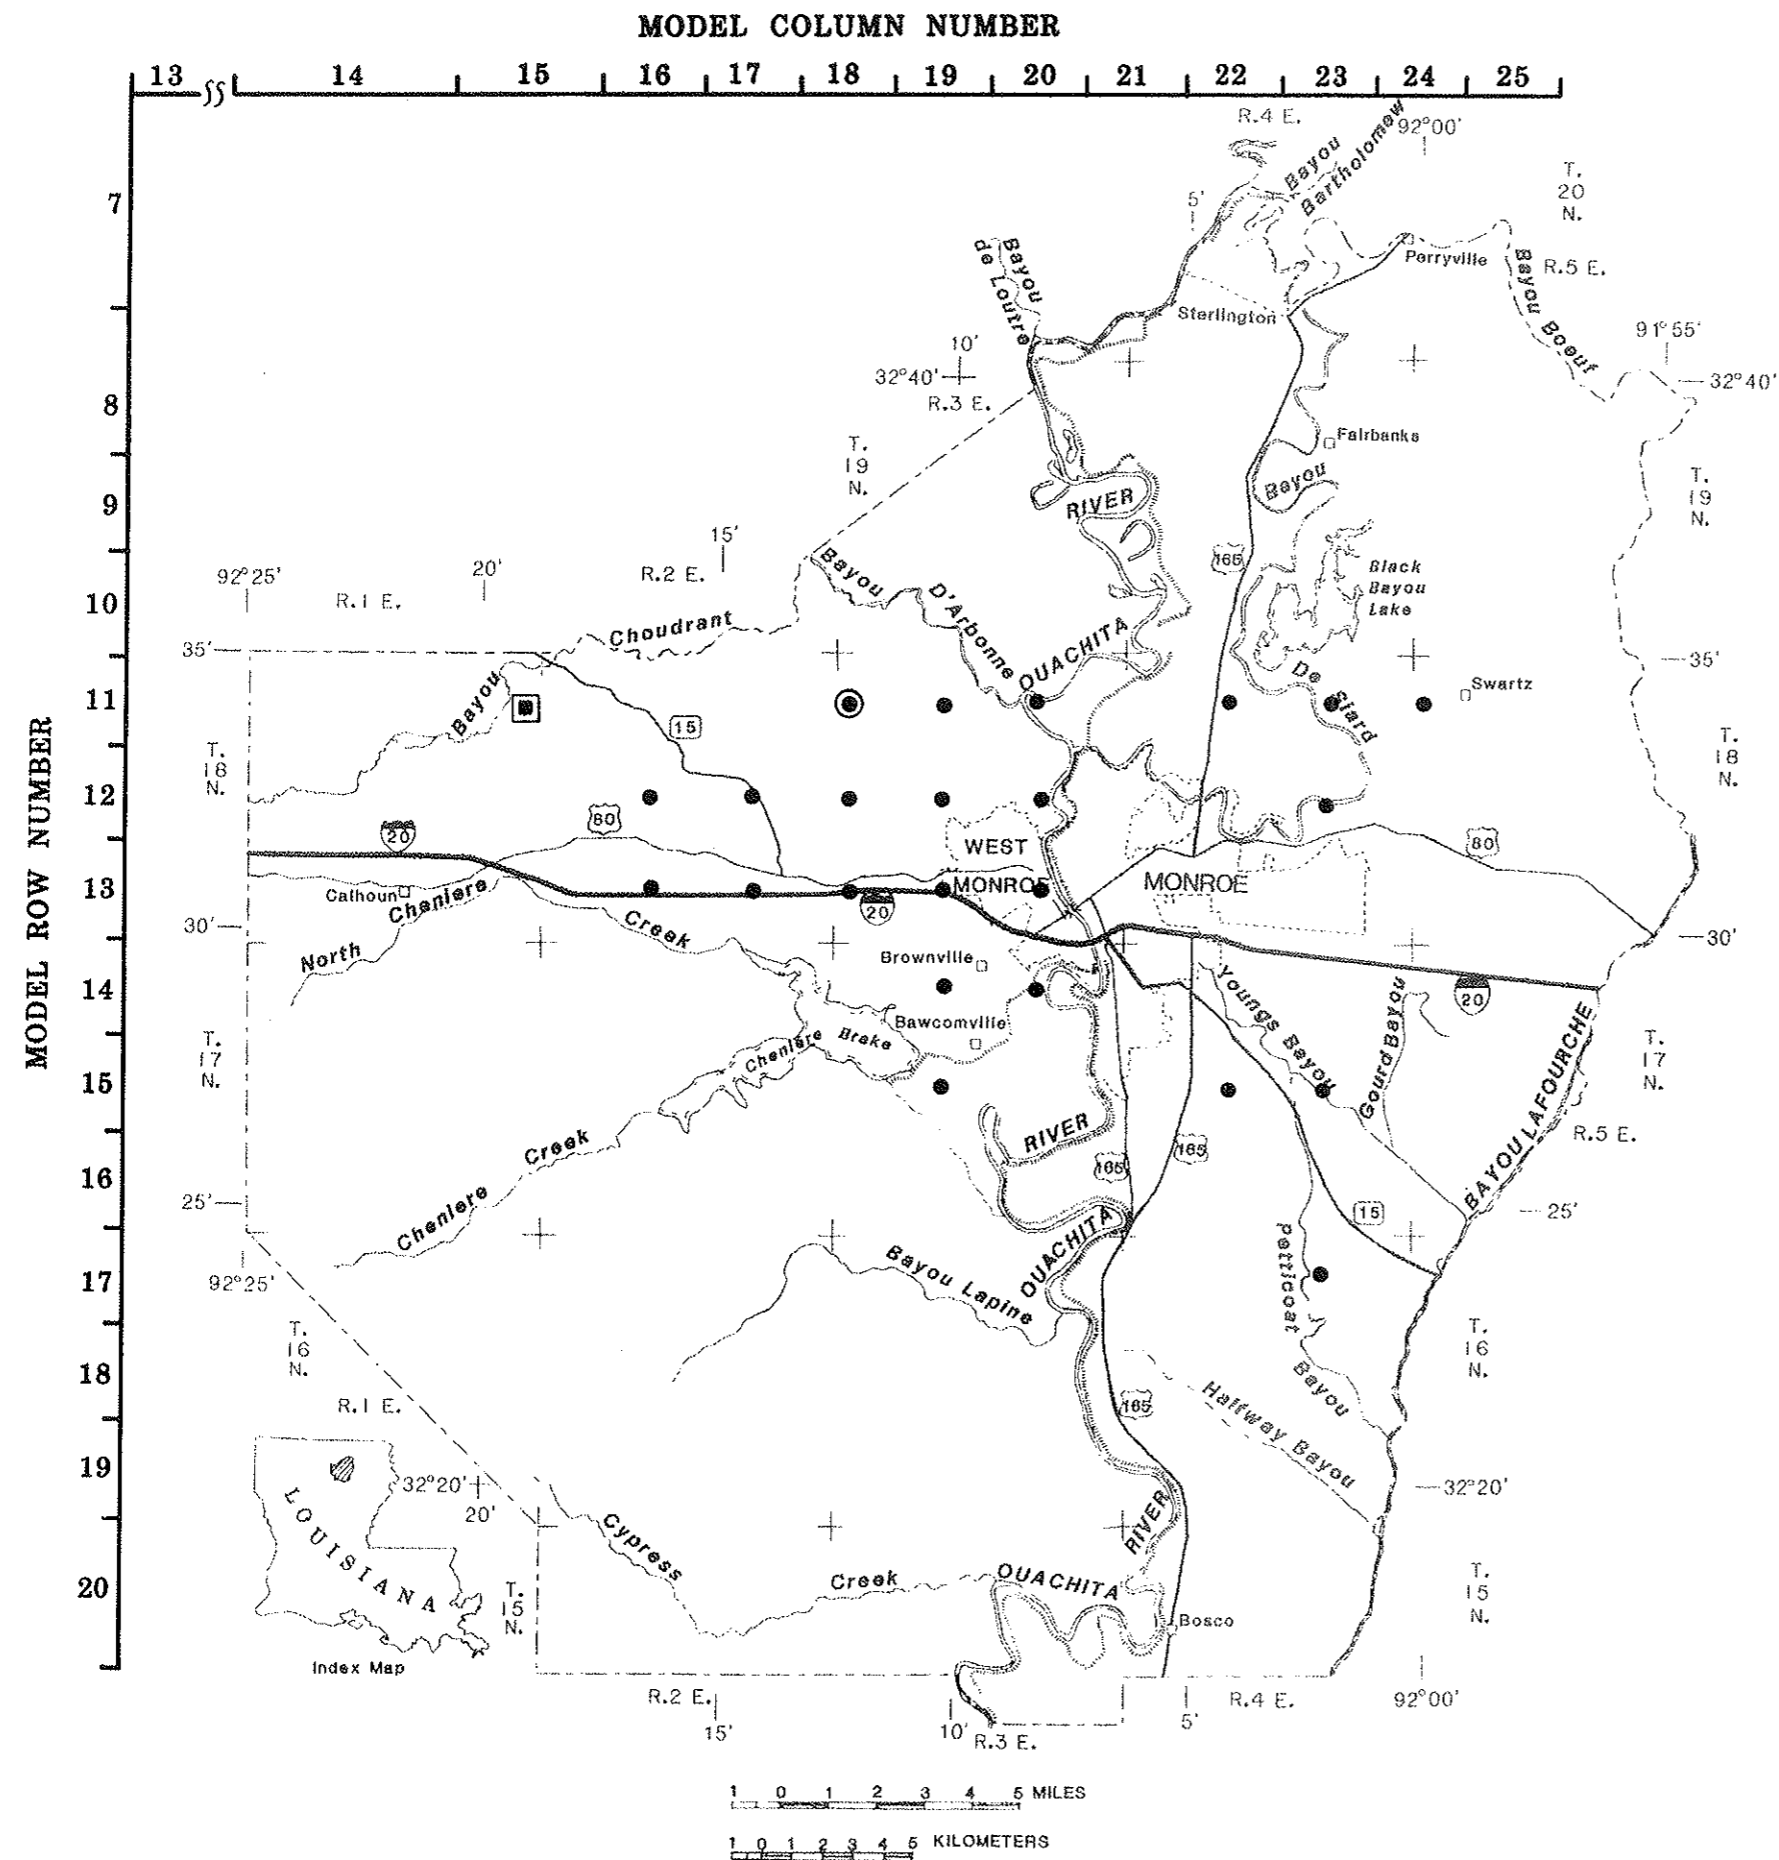 MODEL COLUMN NUMBER
13 14 15 16 17 18 19 20 21 22 23 24 25
MODEL ROW NUMBER
7
8
9
10
11
12
13
14
15
16
17
18
19
20
R.4 E.
92°00'
Bayou
Bartholomew
T.
20
N.
5'
Bayou
de Loutre
Perryville
R.5 E.
Bayou Boeuf
Sterlington
91°55'
10'
32°40'
32°40'
R.3 E.
T.
19
N.
Fairbanks
Bayou
RIVER
T.
19
N.
15'
165
20'
R.2 E.
92°25'
R.1 E.
Bayou
D'Arbonne
Black
Bayou
Lake
Choudrant
OUACHITA
35'
35'
De Siard
Swartz
Bayou
15
T.
18
N.
T.
18
N.
80
20
WEST
MONROE
80
MONROE
Calhoun
Cheniere
20
North
Creek
30'
30'
Brownville
Youngs Bayou
Gourd Bayou
20
Bawcomville
Cheniere
Brake
BAYOU LAFOURCHE
T.
17
N.
T.
17
N.
RIVER
R.5 E.
Creek
165
165
Cheniere
25'
25'
15
OUACHITA
Petticoat
Bayou
Bayou Lapine
92°25'
T.
16
N.
T.
16
N.
R.1 E.
165
Halfway Bayou
LOUISIANA
32°20'
20'
32°20'
RIVER
Cypress
Creek
OUACHITA
T.
15
N.
T.
15
N.
Bosco
Index Map
R.2 E.
15'
10'
R.3 E.
5'
R.4 E.
92°00'
1 0 1 2 3 4 5 MILES
1 0 1 2 3 4 5 KILOMETERS